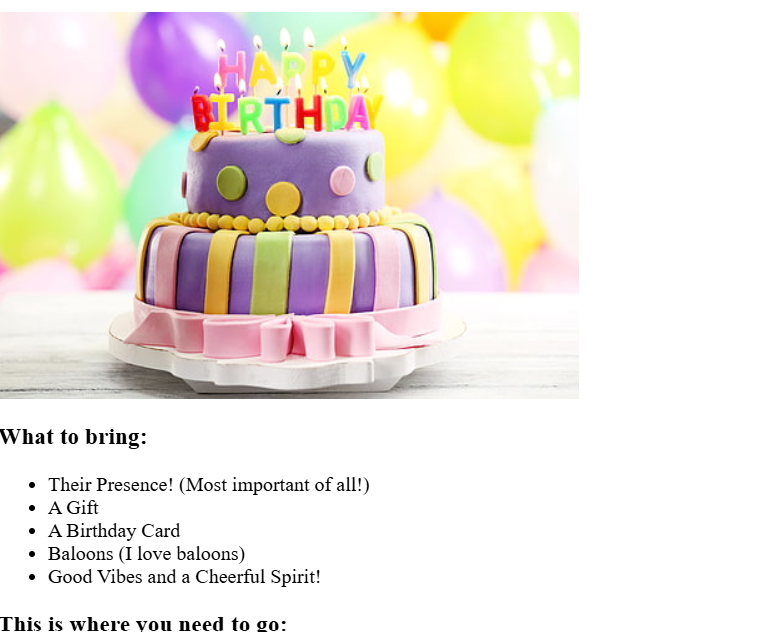 HAPPY
BIRTHDAY
What to bring:
Their Presence! (Most important of all!)
A Gift
A Birthday Card
Baloons (I love baloons)
Good Vibes and a Cheerful Spirit!
This is where you need to go: